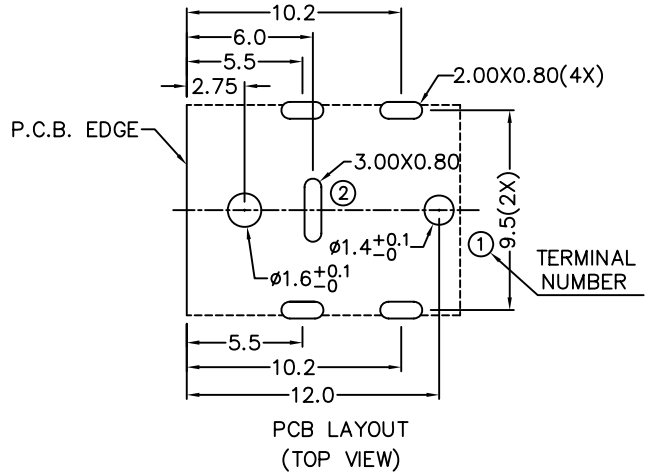 10.2
6.0
5.5
2.75
2.00X0.80(4X)
P.C.B. EDGE
3.00X0.80
2
9.5(2X)
ø1.4+0.1
-0
1
TERMINAL
NUMBER
ø1.6+0.1
-0
5.5
10.2
12.0
PCB LAYOUT
(TOP VIEW)